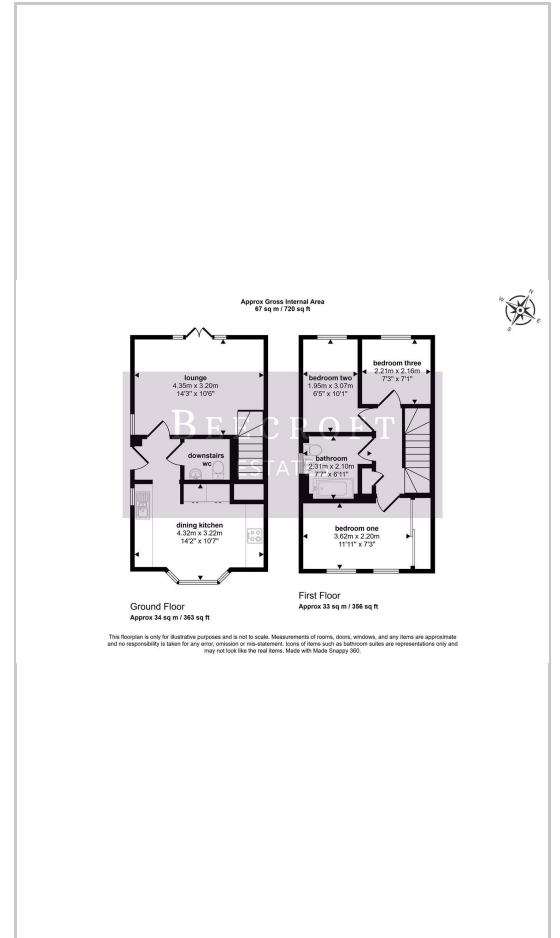 Approx Gross Internal Area
67 sq m / 720 sq ft
N
W
E
S
lounge
4.35m x 3.20m
14'3" x 10'6"
bedroom two
1.95m x 3.07m
6'5" x 10'1"
bedroom three
2.21m x 2.16m
7'3" x 7'1"
BEECROFT
ESTATE
downstairs
wc
bathroom
2.31m x 2.10m
7'7" x 6'11"
dining kitchen
4.32m x 3.22m
14'2" x 10'7"
bedroom one
3.62m x 2.20m
11'11" x 7'3"
Ground Floor
Approx 34 sq m / 363 sq ft
First Floor
Approx 33 sq m / 356 sq ft
This floorplan is only for illustrative purposes and is not to scale. Measurements of rooms, doors, windows, and any items are approximate
and no responsibility is taken for any error, omission or mis-statement. Icons of items such as bathroom suites are representations only and
may not look like the real items. Made with Made Snappy 360.